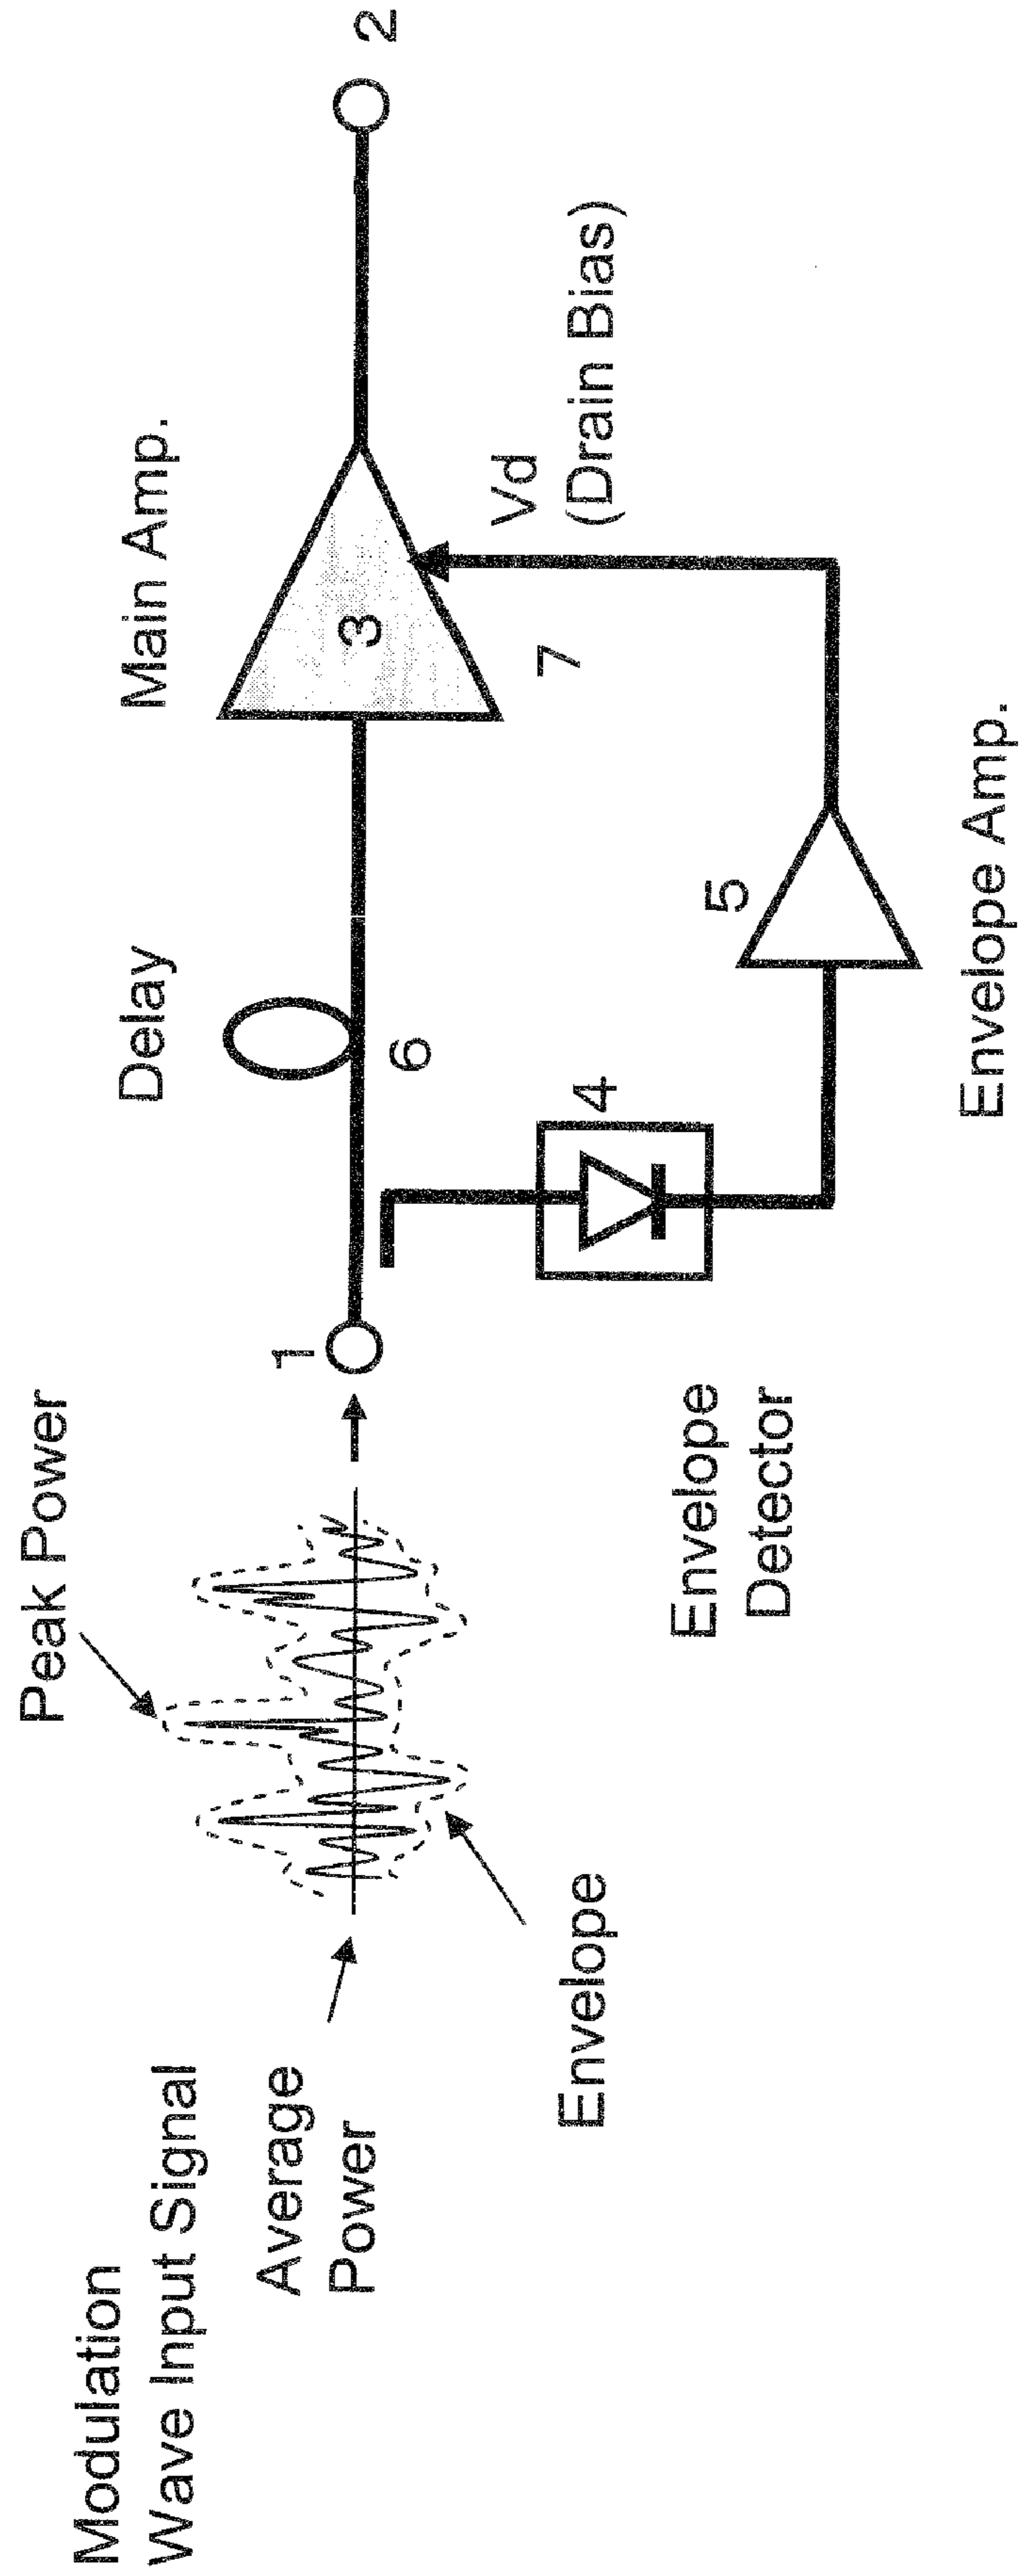 Modulation
Wave Input Signal
Average
Power
Peak Power
Envelope
1
Delay
6
Main Amp.
3
2
Vd
(Drain Bias)
7
4
Envelope
Detector
5
Envelope Amp.